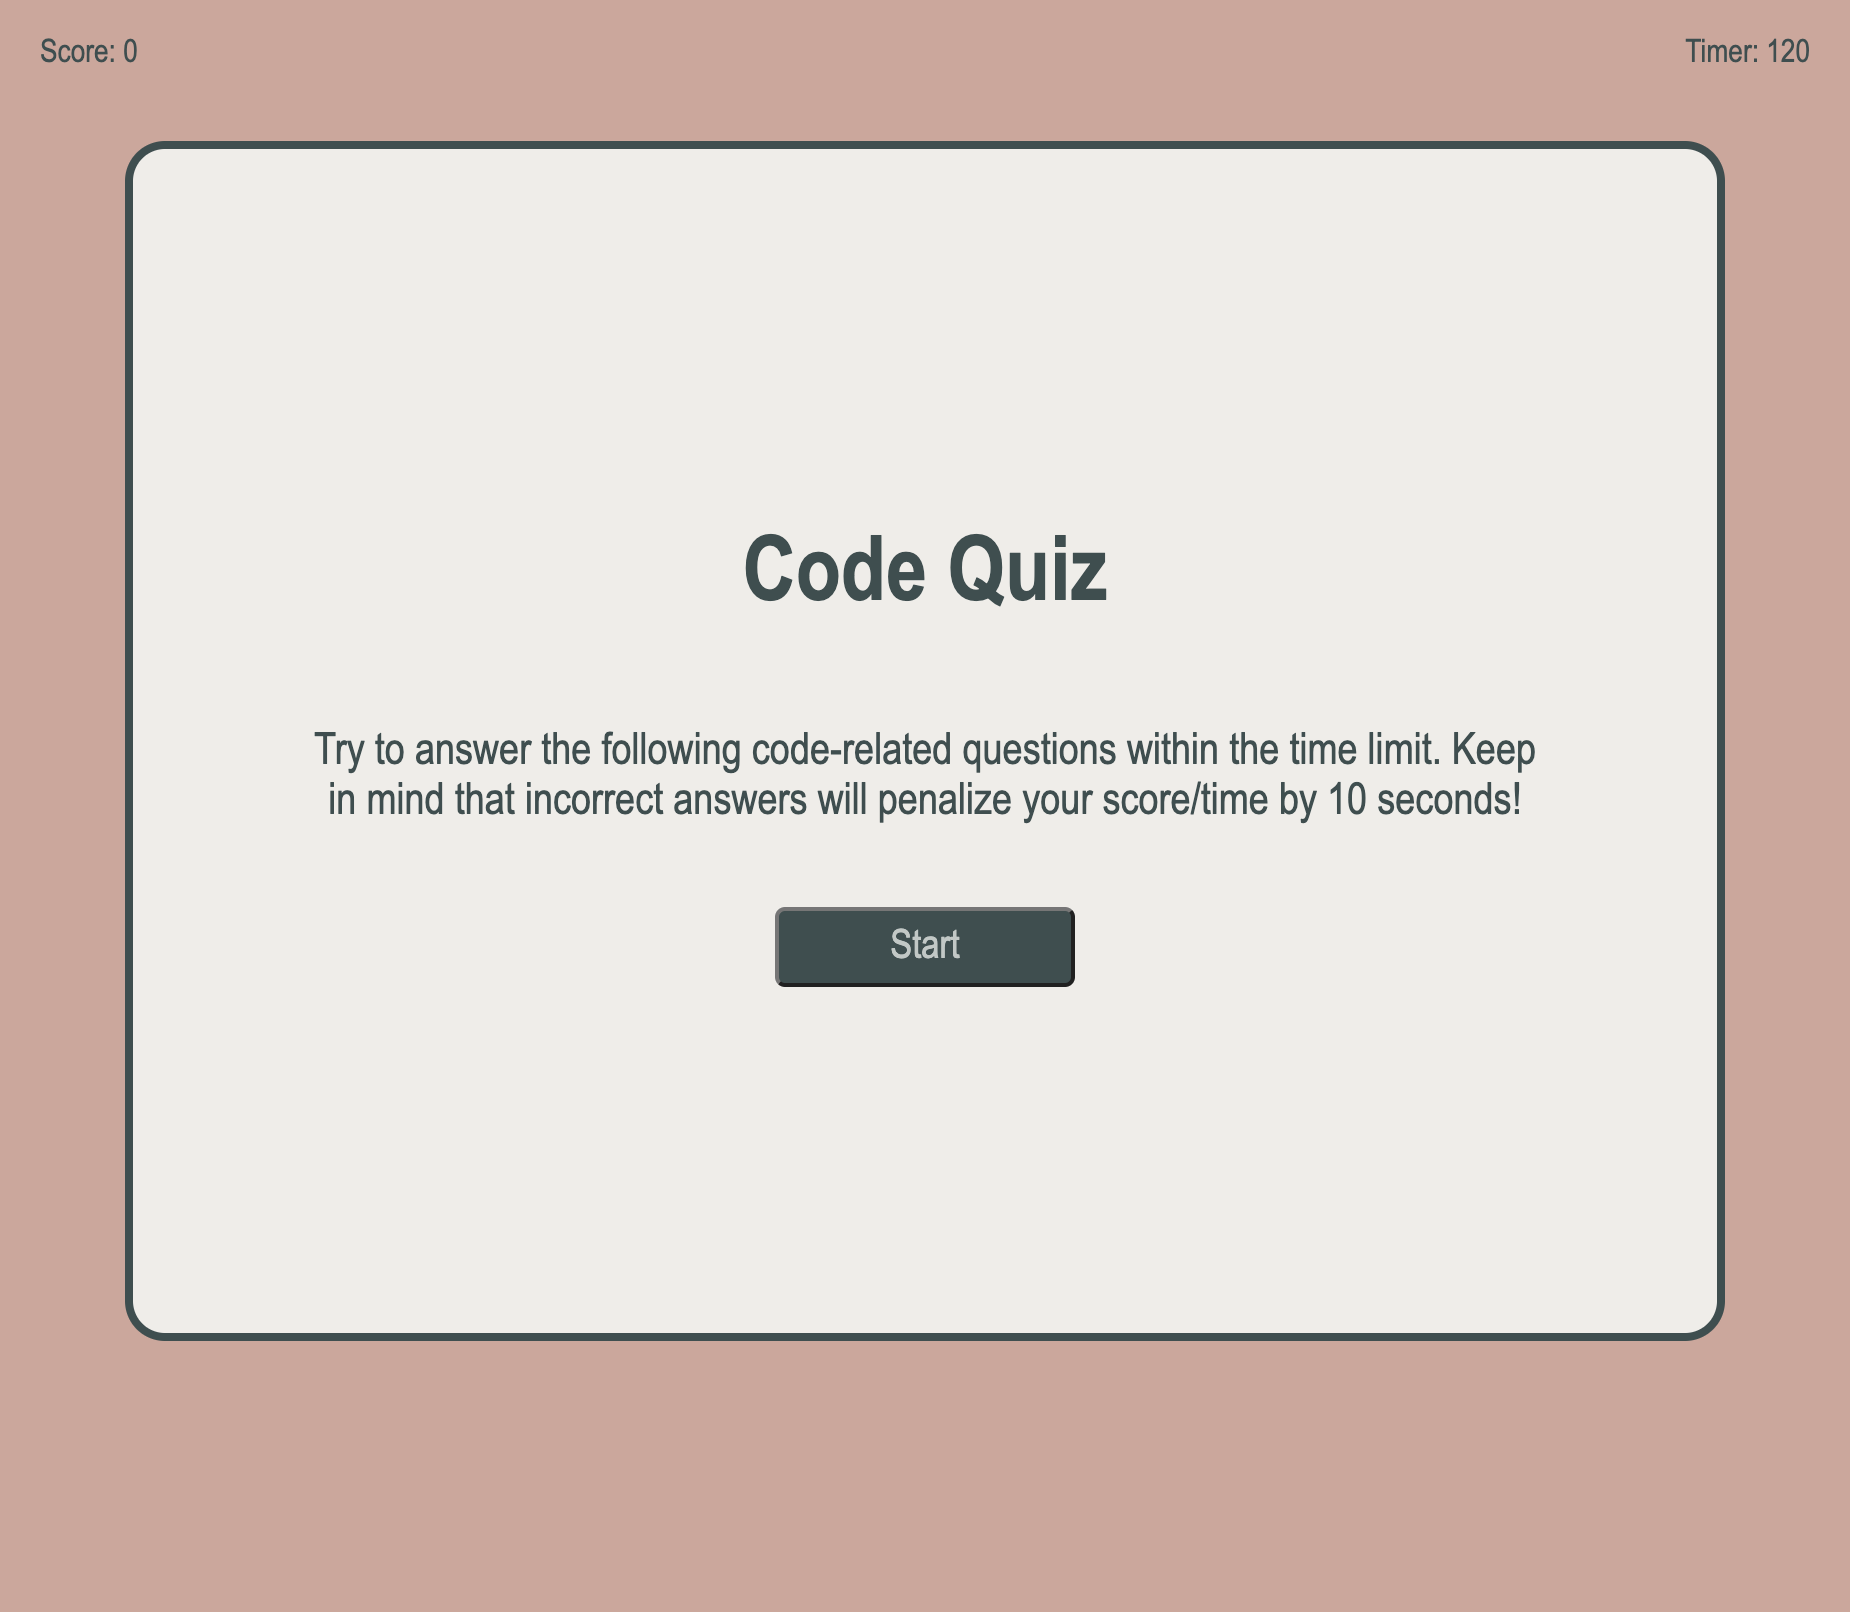 Score: 0
Timer: 120
Code Quiz
Try to answer the following code-related questions within the time limit. Keep
in mind that incorrect answers will penalize your score/time by 10 seconds!
Start